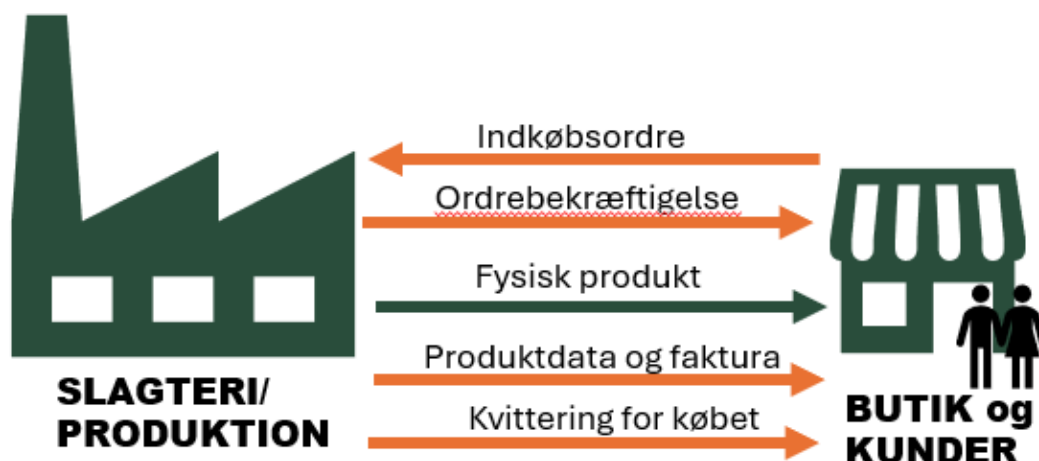 Indkøbsordre
Ordrebekræftigelse
Fysisk produkt
Produktdata og faktura
Kvittering for købet
SLAGTERI/
PRODUKTION
BUTIK og
KUNDER